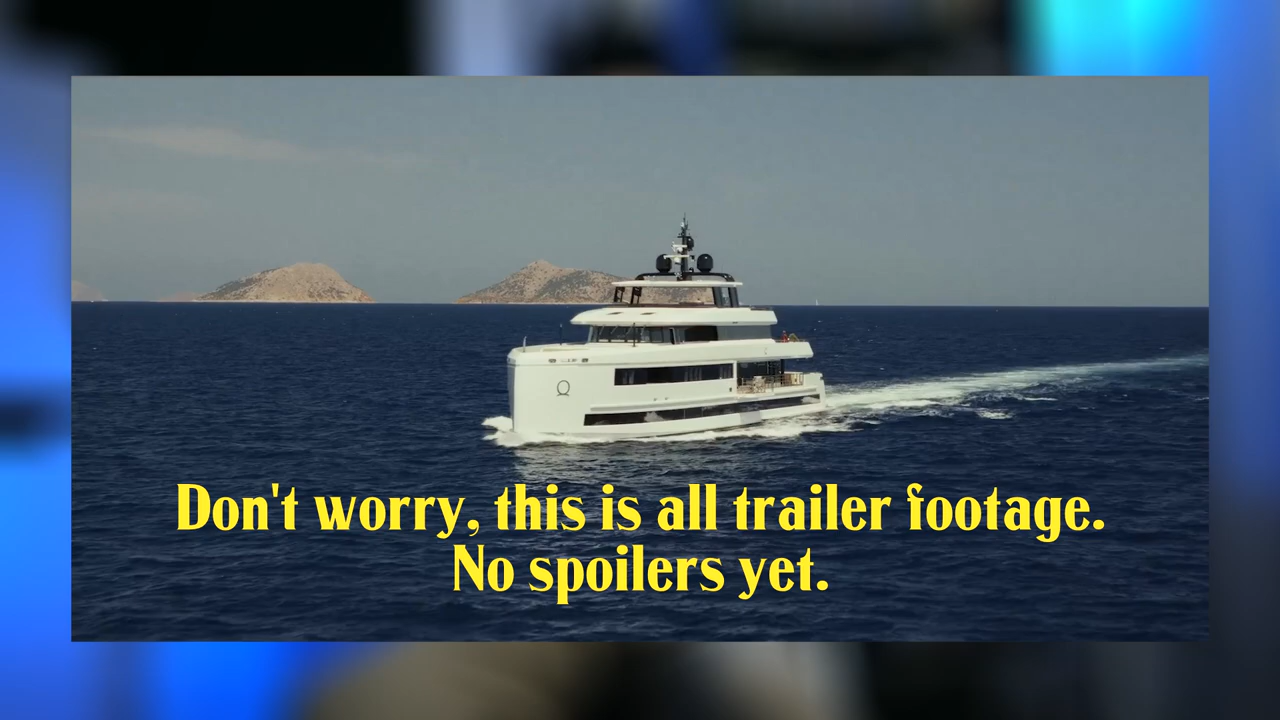 Don't worry, this is all trailer footage.
No spoilers yet.